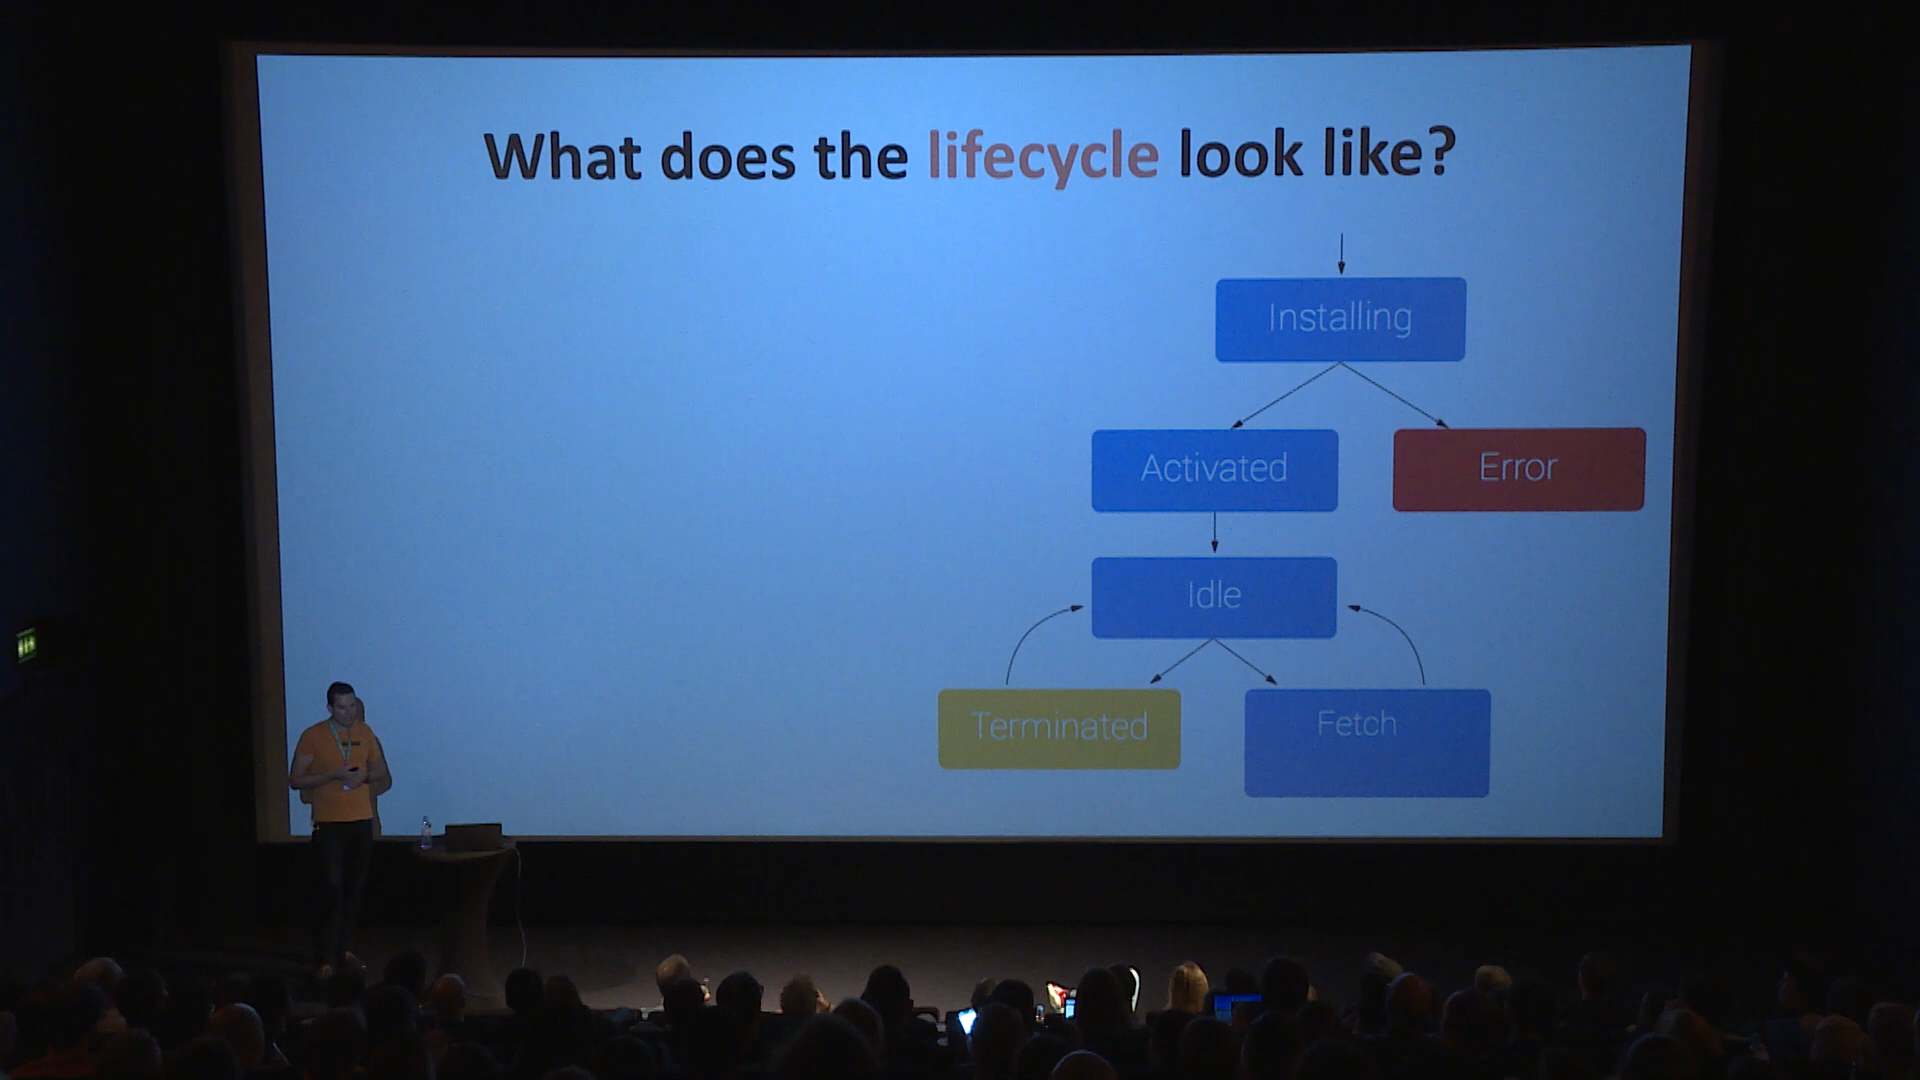 What does the lifecycle look like?
Installing
Activated
Error
Idle
Terminated
Fetch